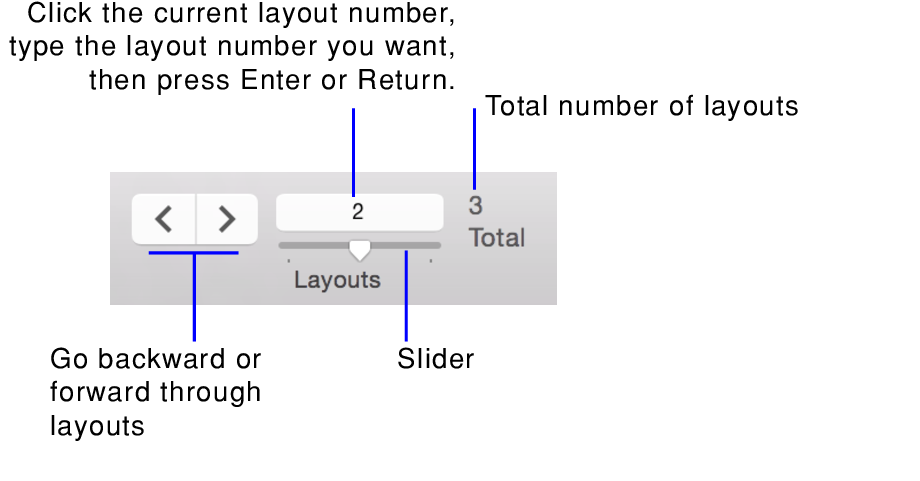 Click the current layout number,
type the layout number you want,
then press Enter or Return.
Total number of layouts
2
3
Total
Layouts
Go backward or
forward through
layouts
Slider